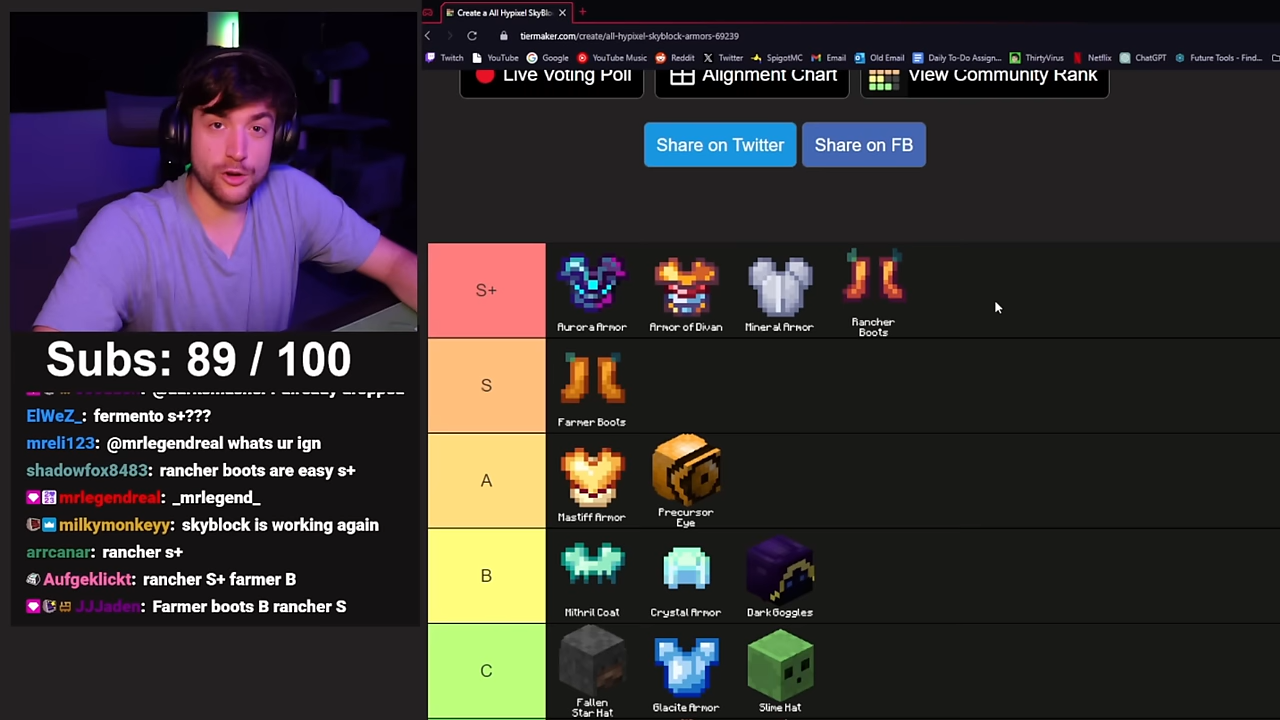 Create a All Hypixel SkyBlo
tiermaker.com/create/all-hypixel-skyblock-armors-69239
Twitch YouTube Google YouTube Music Reddit Twitter SpigotMC Email Old Email Daily To-Do Assign... ThirtyVirus Netflix ChatGPT Future Tools - Find...
Live Voting Poll Alignment Chart View Community Rank
Share on Twitter Share on FB
S+
Aurora Armor Armor of Divan Mineral Armor Rancher
Boots
S
Farmer Boots
A
Mastiff Armor Precursor
Eye
B
Mithril Coat Crystal Armor Dark Goggles
C
Fallen
Star Hat Glacite Armor Slime Hat
Subs: 89 / 100
ElWeZ_: fermento s+???
mreli123: @mrlegendreal whats ur ign
shadowfox8483: rancher boots are easy s+
mrlegendreal: _mrlegend_
milkymonkeyy: skyblock is working again
arrcanar: rancher s+
Aufgeklickt: rancher S+ farmer B
JJJaden: Farmer boots B rancher S